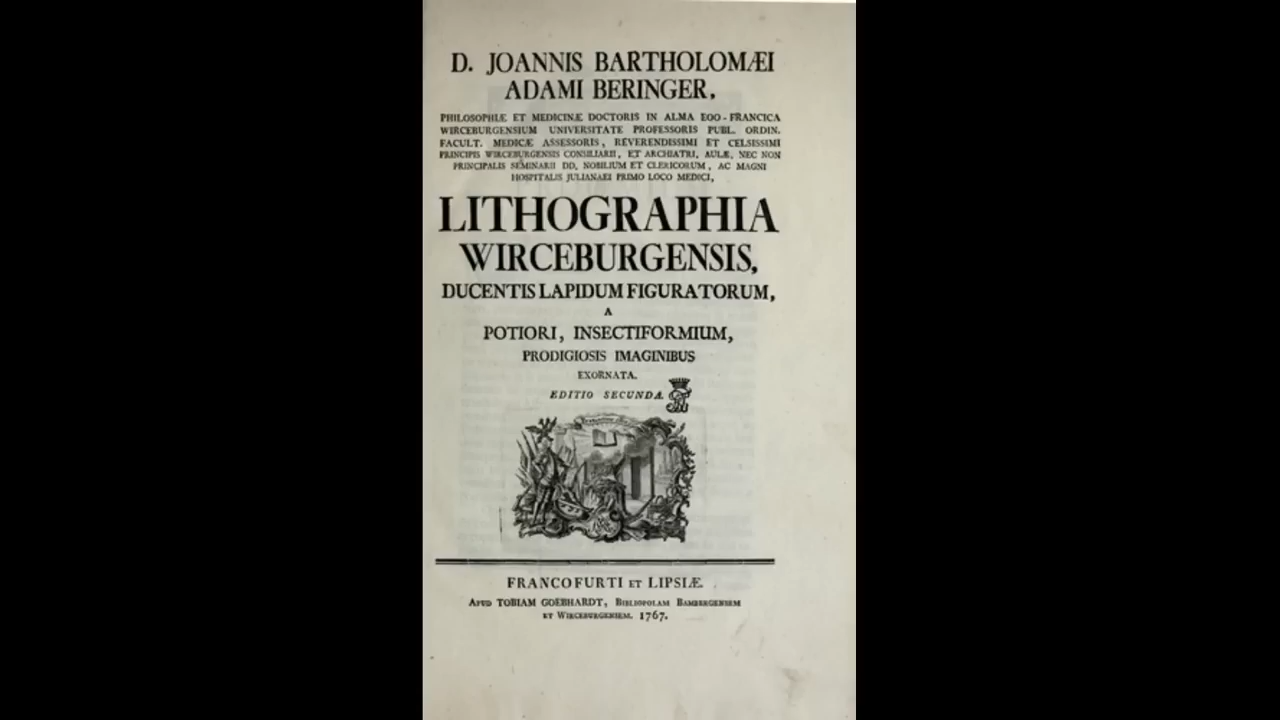 D. JOANNIS BARTHOLOMÆI
ADAMI BERINGER,
PHILOSOPHIÆ ET MEDICINÆ DOCTORIS IN ALMA EOO-FRANCICA
WIRCEBURGENSIUM UNIVERSITATE PROFESSORIS PUBL. ORDIN.
FACULT. MEDICÆ ASSESSORIS, REVERENDISSIMI ET CELSISSIMI
PRINCIPIS WIRCEBURGENSIS CONSILIARII, ET ARCHIATRI, AULÆ, NEC NON
PRINCIPALIS SEMINARII DD. NOBILIUM ET CLERICORUM, AC MAGNI
HOSPITALIS JULIANAEI PRIMO LOCO MEDICI,
LITHOGRAPHIA
WIRCEBURGENSIS,
DUCENTIS LAPIDUM FIGURATORUM,
A
POTIORI, INSECTIFORMIUM,
PRODIGIOSIS IMAGINIBUS
EXORNATA.
EDITIO SECUNDA.
FRANCOFURTI ET LIPSIÆ.
APUD TOBIAM GOEBHARDT, BIBLIOPOLAM BAMBERGENSEM
ET WIRCEBURGENSEM. 1767.